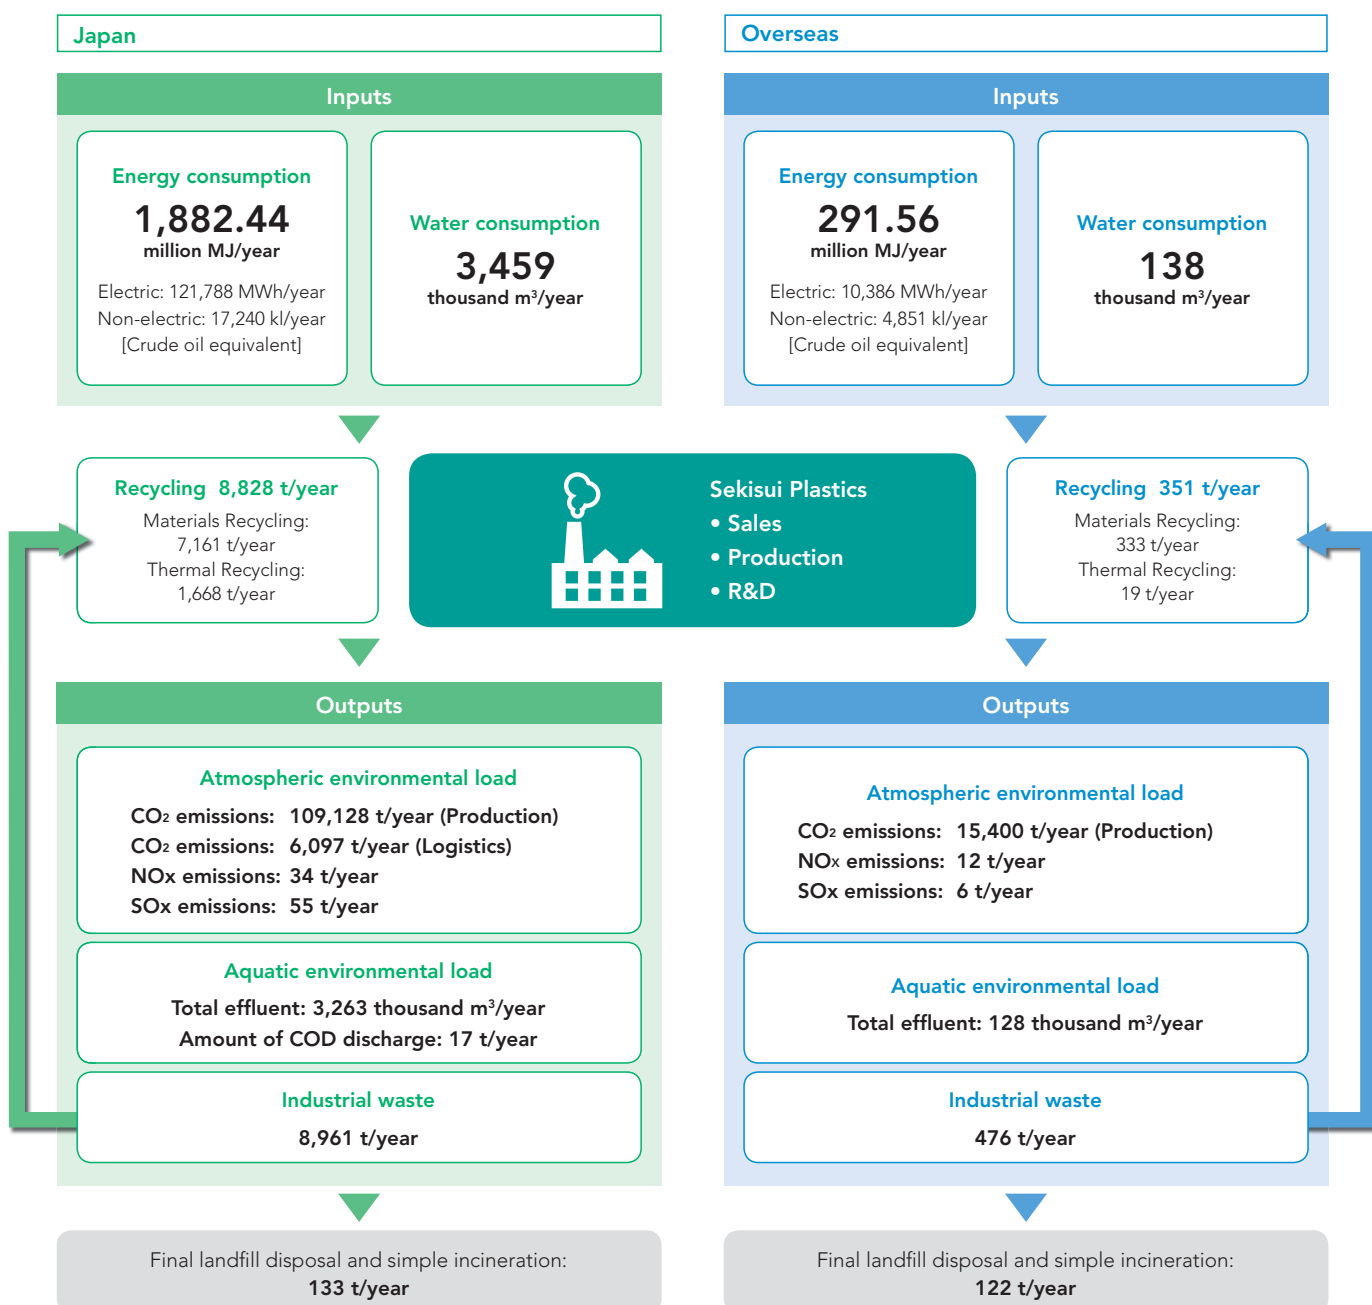 Japan
Inputs
Energy consumption
1,882.44
million MJ/year
Electric: 121,788 MWh/year
Non-electric: 17,240 kl/year
[Crude oil equivalent]
Water consumption
3,459
thousand m³/year
Overseas
Inputs
Energy consumption
291.56
million MJ/year
Electric: 10,386 MWh/year
Non-electric: 4,851 kl/year
[Crude oil equivalent]
Water consumption
138
thousand m³/year
Recycling 8,828 t/year
Materials Recycling:
7,161 t/year
Thermal Recycling:
1,668 t/year
Sekisui Plastics
• Sales
• Production
• R&D
Recycling 351 t/year
Materials Recycling:
333 t/year
Thermal Recycling:
19 t/year
Outputs
Atmospheric environmental load
CO2 emissions: 109,128 t/year (Production)
CO2 emissions: 6,097 t/year (Logistics)
NOx emissions: 34 t/year
SOx emissions: 55 t/year
Aquatic environmental load
Total effluent: 3,263 thousand m³/year
Amount of COD discharge: 17 t/year
Industrial waste
8,961 t/year
Final landfill disposal and simple incineration:
133 t/year
Outputs
Atmospheric environmental load
CO2 emissions: 15,400 t/year (Production)
NOx emissions: 12 t/year
SOx emissions: 6 t/year
Aquatic environmental load
Total effluent: 128 thousand m³/year
Industrial waste
476 t/year
Final landfill disposal and simple incineration:
122 t/year